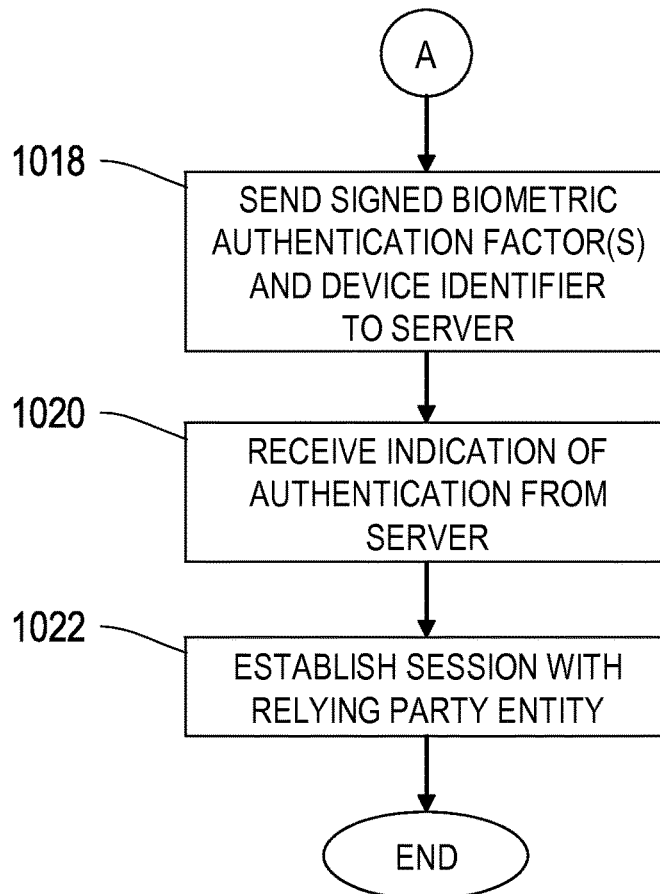 A
1018
SEND SIGNED BIOMETRIC
AUTHENTICATION FACTOR(S)
AND DEVICE IDENTIFIER
TO SERVER
1020
RECEIVE INDICATION OF
AUTHENTICATION FROM
SERVER
1022
ESTABLISH SESSION WITH
RELYING PARTY ENTITY
END